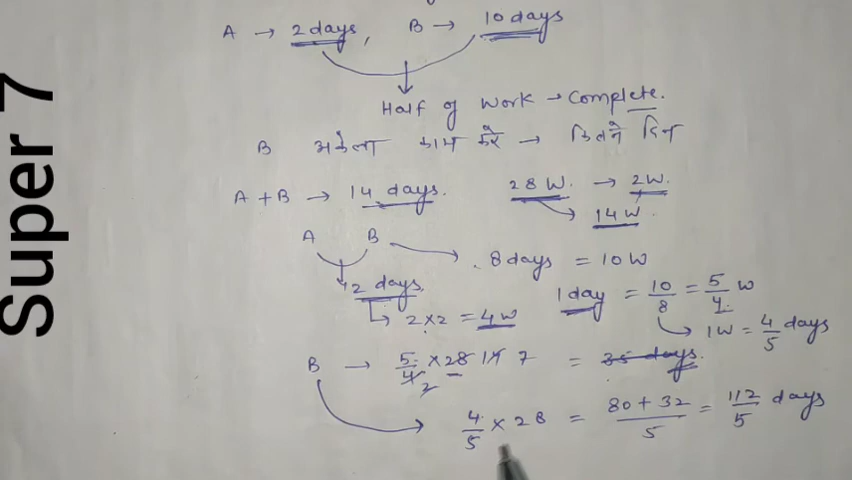 Super 7
A → 2 days, B → 10 days
Half of work → Complete.
B अकेला काम करे → कितने दिन
A + B → 14 days. 28 W. → 2W.
14 W.
A B
8 days = 10 W
2 days.
1 day = 10/8 = 5/4 W
2 × 2 = 4 W
1W = 4/5 days
B → 5/4 × 28 14 7 = 35 days.
2
4/5 × 28 = 80 + 32/5 = 112/5 days